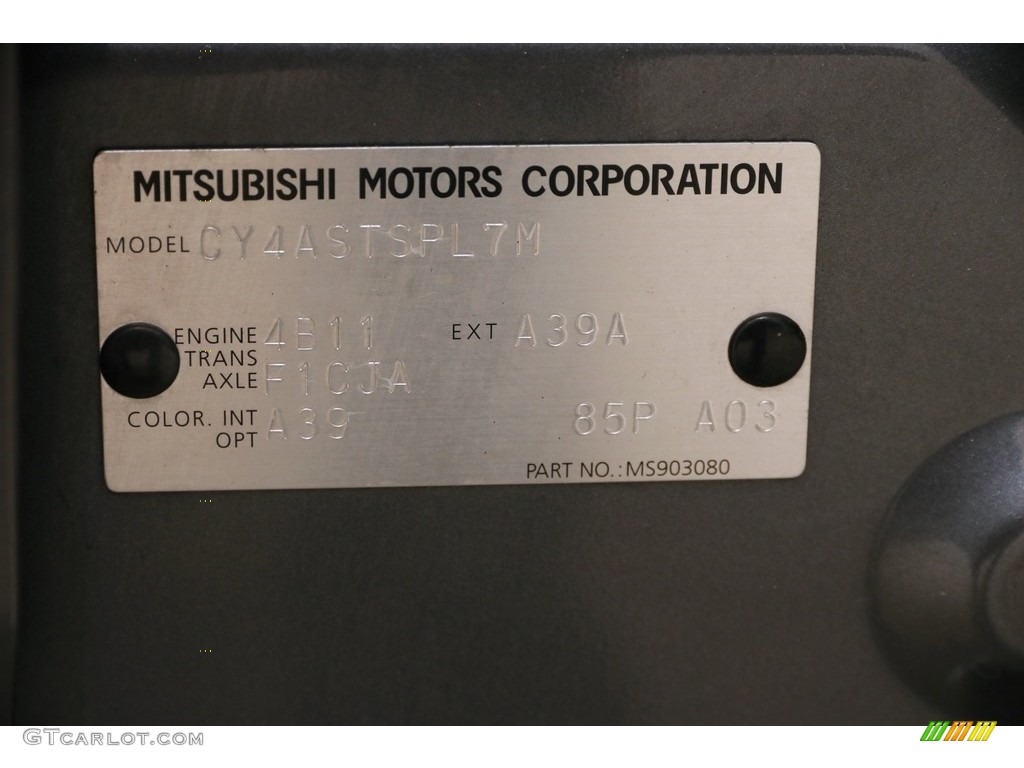 MITSUBISHI MOTORS CORPORATION
MODEL CY4ASTSPL7M
ENGINE 4B11 EXT A39A
TRANS
AXLE F1CJA
COLOR. INT A39 85P A03
OPT
PART NO.:MS903080
GTCARLOT.COM